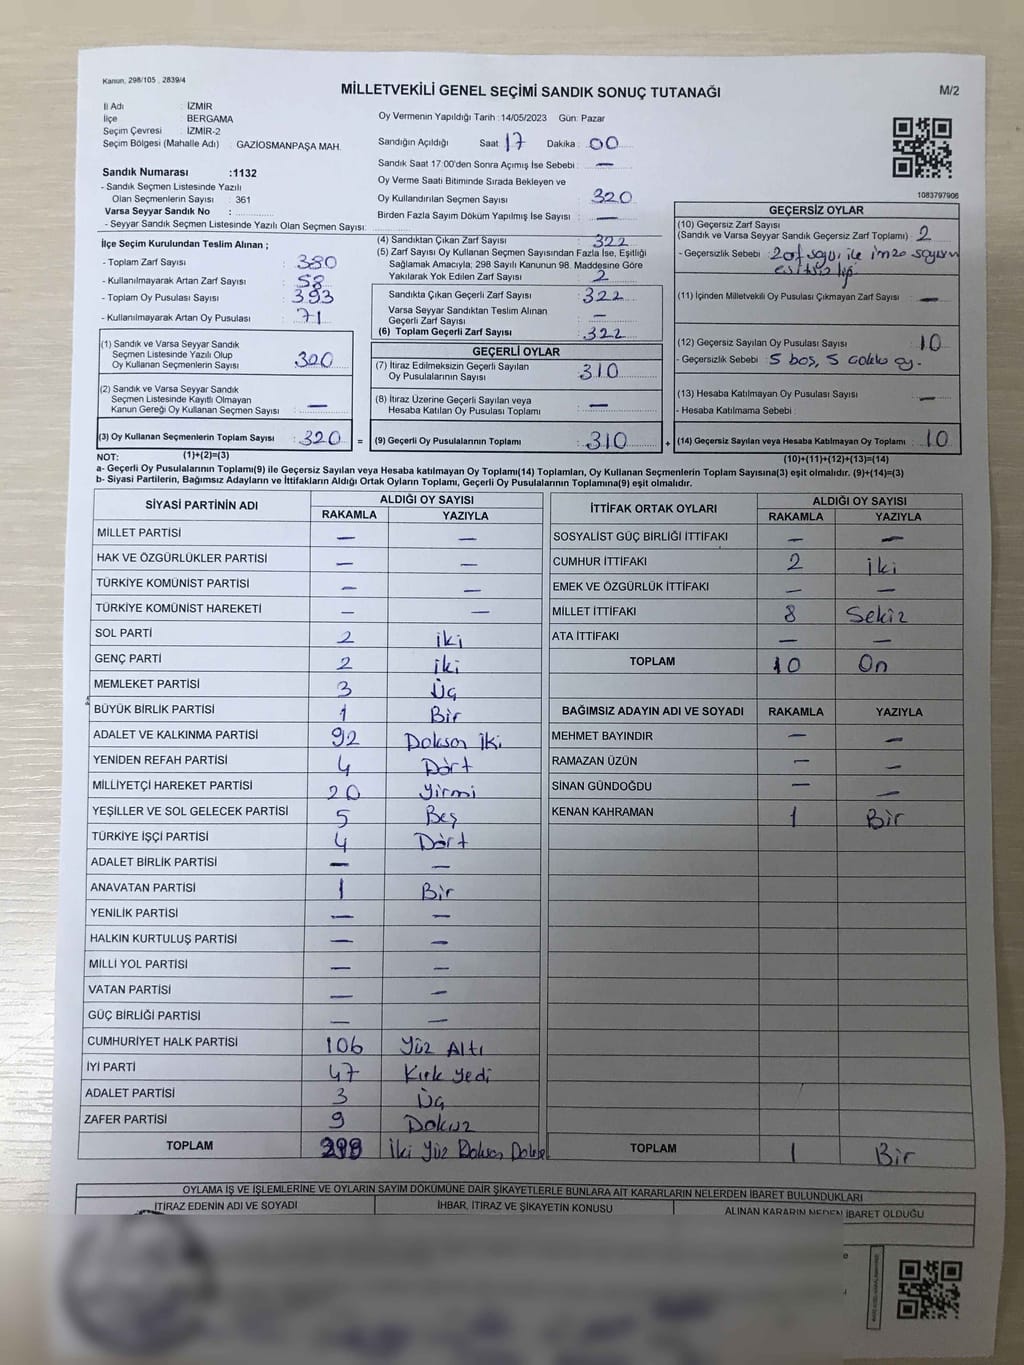 Kanun, 298/105 , 2839/4
MİLLETVEKİLİ GENEL SEÇİMİ SANDIK SONUÇ TUTANAĞI
M/2
İl Adı : İZMİR
İlçe : BERGAMA
Seçim Çevresi : İZMİR-2
Seçim Bölgesi (Mahalle Adı) : GAZİOSMANPAŞA MAH.
Sandık Numarası :1132
- Sandık Seçmen Listesinde Yazılı
Olan Seçmenlerin Sayısı : 361
Varsa Seyyar Sandık No :
- Seyyar Sandık Seçmen Listesinde Yazılı Olan Seçmen Sayısı:
Oy Vermenin Yapıldığı Tarih : 14/05/2023 Gün: Pazar
Sandığın Açıldığı Saat 17 Dakika : 00
Sandık Saat 17:00'den Sonra Açımış İse Sebebi : —
Oy Verme Saati Bitiminde Sırada Bekleyen ve
Oy Kullandırılan Seçmen Sayısı : 320
Birden Fazla Sayım Döküm Yapılmış İse Sayısı : —
1083797906
İlçe Seçim Kurulundan Teslim Alınan ;
- Toplam Zarf Sayısı : 380
- Kullanılmayarak Artan Zarf Sayısı : 58
- Toplam Oy Pusulası Sayısı : 393
- Kullanılmayarak Artan Oy Pusulası : 71
(1) Sandık ve Varsa Seyyar Sandık
Seçmen Listesinde Yazılı Olup
Oy Kullanan Seçmenlerin Sayısı : 320
(2) Sandık ve Varsa Seyyar Sandık
Seçmen Listesinde Kayıtlı Olmayan
Kanun Gereği Oy Kullanan Seçmen Sayısı : —
(3) Oy Kullanan Seçmenlerin Toplam Sayısı : 320 =
(4) Sandıktan Çıkan Zarf Sayısı : 322
(5) Zarf Sayısı Oy Kullanan Seçmen Sayısından Fazla İse, Eşitliği
Sağlamak Amacıyla; 298 Sayılı Kanunun 98. Maddesine Göre
Yakılarak Yok Edilen Zarf Sayısı : 2
Sandıkta Çıkan Geçerli Zarf Sayısı : 322
Varsa Seyyar Sandıktan Teslim Alınan
Geçerli Zarf Sayısı : —
(6) Toplam Geçerli Zarf Sayısı : 322
GEÇERLİ OYLAR
(7) İtiraz Edilmeksizin Geçerli Sayılan
Oy Pusulalarının Sayısı : 310
(8) İtiraz Üzerine Geçerli Sayılan veya
Hesaba Katılan Oy Pusulası Toplamı : —
(9) Geçerli Oy Pusulalarının Toplamı : 310 +
GEÇERSİZ OYLAR
(10) Geçersiz Zarf Sayısı
(Sandık ve Varsa Seyyar Sandık Geçersiz Zarf Toplamı) : 2
- Geçersizlik Sebebi : Zarf sayı ile imza sayısın
eşitsizliği
(11) İçinden Milletvekili Oy Pusulası Çıkmayan Zarf Sayısı : —
(12) Geçersiz Sayılan Oy Pusulası Sayısı : 10
- Geçersizlik Sebebi : 5 boş, 5 çoklu oy.
(13) Hesaba Katılmayan Oy Pusulası Sayısı : —
- Hesaba Katılmama Sebebi :
(14) Geçersiz Sayılan veya Hesaba Katılmayan Oy Toplamı : 10
NOT: (1)+(2)=(3)
(10)+(11)+(12)+(13)=(14)
a- Geçerli Oy Pusulasının Toplamı(9) ile Geçersiz Sayılan veya Hesaba katılmayan Oy Toplamı(14) Toplamları, Oy Kullanan Seçmenlerin Toplam Sayısına(3) eşit olmalıdır. (9)+(14)=(3)
b- Siyasi Partilerin, Bağımsız Adayların ve İttifakların Aldığı Ortak Oyların Toplamı, Geçerli Oy Pusulalarının Toplamına(9) eşit olmalıdır.
SİYASİ PARTİNİN ADI ALDIĞI OY SAYISI
RAKAMLA YAZIYLA
MİLLET PARTİSİ — —
HAK VE ÖZGÜRLÜKLER PARTİSİ — —
TÜRKİYE KOMÜNİST PARTİSİ — —
TÜRKİYE KOMÜNİST HAREKETİ — —
SOL PARTİ 2 iki
GENÇ PARTİ 2 iki
MEMLEKET PARTİSİ 3 Üç
BÜYÜK BİRLİK PARTİSİ 1 Bir
ADALET VE KALKINMA PARTİSİ 92 Doksan iki
YENİDEN REFAH PARTİSİ 4 Dört
MİLLİYETÇİ HAREKET PARTİSİ 20 Yirmi
YEŞİLLER VE SOL GELECEK PARTİSİ 5 Beş
TÜRKİYE İŞÇİ PARTİSİ 4 Dört
ADALET BİRLİK PARTİSİ — —
ANAVATAN PARTİSİ 1 Bir
YENİLİK PARTİSİ — —
HALKIN KURTULUŞ PARTİSİ — —
MİLLİ YOL PARTİSİ — —
VATAN PARTİSİ — —
GÜÇ BİRLİĞİ PARTİSİ — —
CUMHURİYET HALK PARTİSİ 106 Yüz Altı
İYİ PARTİ 47 Kırk yedi
ADALET PARTİSİ 3 Üç
ZAFER PARTİSİ 9 Dokuz
TOPLAM İki Yüz Doksan
İTTİFAK ORTAK OYLARI ALDIĞI OY SAYISI
RAKAMLA YAZIYLA
SOSYALİST GÜÇ BİRLİĞİ İTTİFAKI — —
CUMHUR İTTİFAKI 2 İki
EMEK VE ÖZGÜRLÜK İTTİFAKI — —
MİLLET İTTİFAKI 8 Sekiz
ATA İTTİFAKI — —
TOPLAM 10 On
BAĞIMSIZ ADAYIN ADI VE SOYADI RAKAMLA YAZIYLA
MEHMET BAYINDIR — —
RAMAZAN ÜZÜN — —
SİNAN GÜNDOĞDU — —
KENAN KAHRAMAN 1 Bir
TOPLAM 1 Bir
OYLAMA İŞ VE İŞLEMLERİNE VE OYLARIN SAYIM DÖKÜMÜNE DAİR ŞİKAYETLERLE BUNLARA AİT KARARLARIN NELERDEN İBARET BULUNDUKLARI
İTİRAZ EDENİN ADI VE SOYADI İHBAR, İTİRAZ VE ŞİKAYETİN KONUSU ALINAN KARARIN NEDEN İBARET OLDUĞU